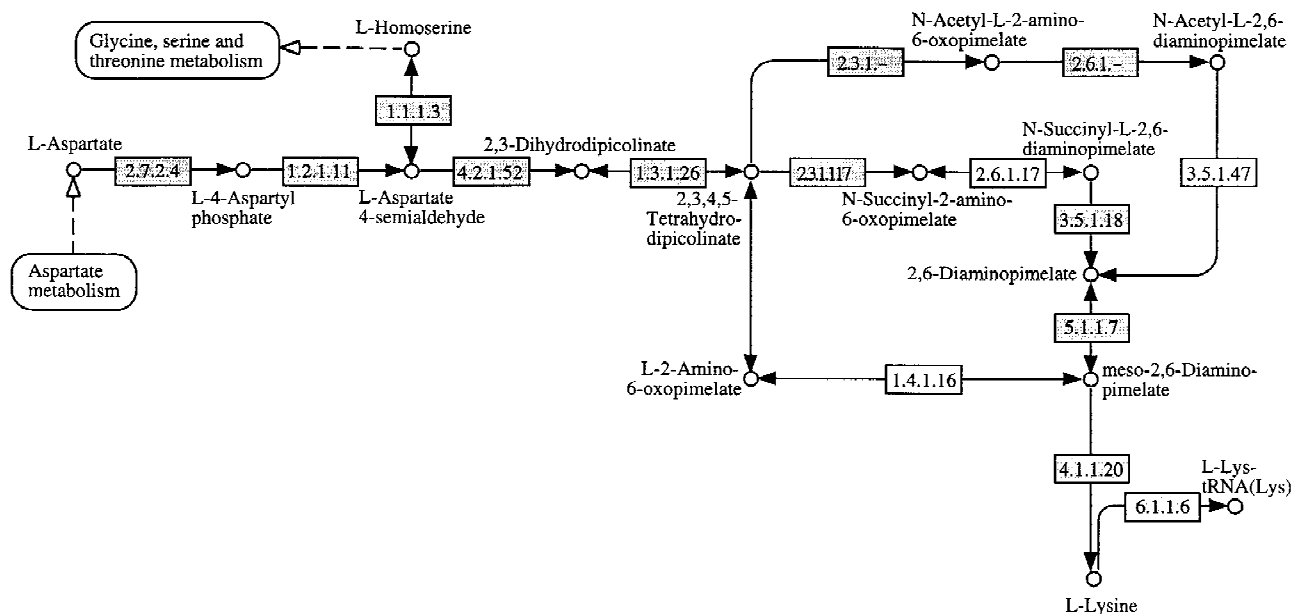 L-Homoserine
Glycine, serine and
threonine metabolism
N-Acetyl-L-2-amino-
6-oxopimelate
N-Acetyl-L-2,6-
diaminopimelate
2.3.1.-
2.6.1.-
1.1.1.3
L-Aspartate
2,3-Dihydrodipicolinate
N-Succinyl-L-2,6-
diaminopimelate
2.7.2.4
1.2.1.11
4.2.1.52
1.3.1.26
2.3.1.117
2.6.1.17
3.5.1.47
L-4-Aspartyl
phosphate
L-Aspartate
4-semialdehyde
2,3,4,5-
Tetrahydro-
dipicolinate
N-Succinyl-2-amino-
6-oxopimelate
3.5.1.18
Aspartate
metabolism
2,6-Diaminopimelate
5.1.1.7
L-2-Amino-
6-oxopimelate
1.4.1.16
meso-2,6-Diamino-
pimelate
4.1.1.20
L-Lys-
tRNA(Lys)
6.1.1.6
L-Lysine